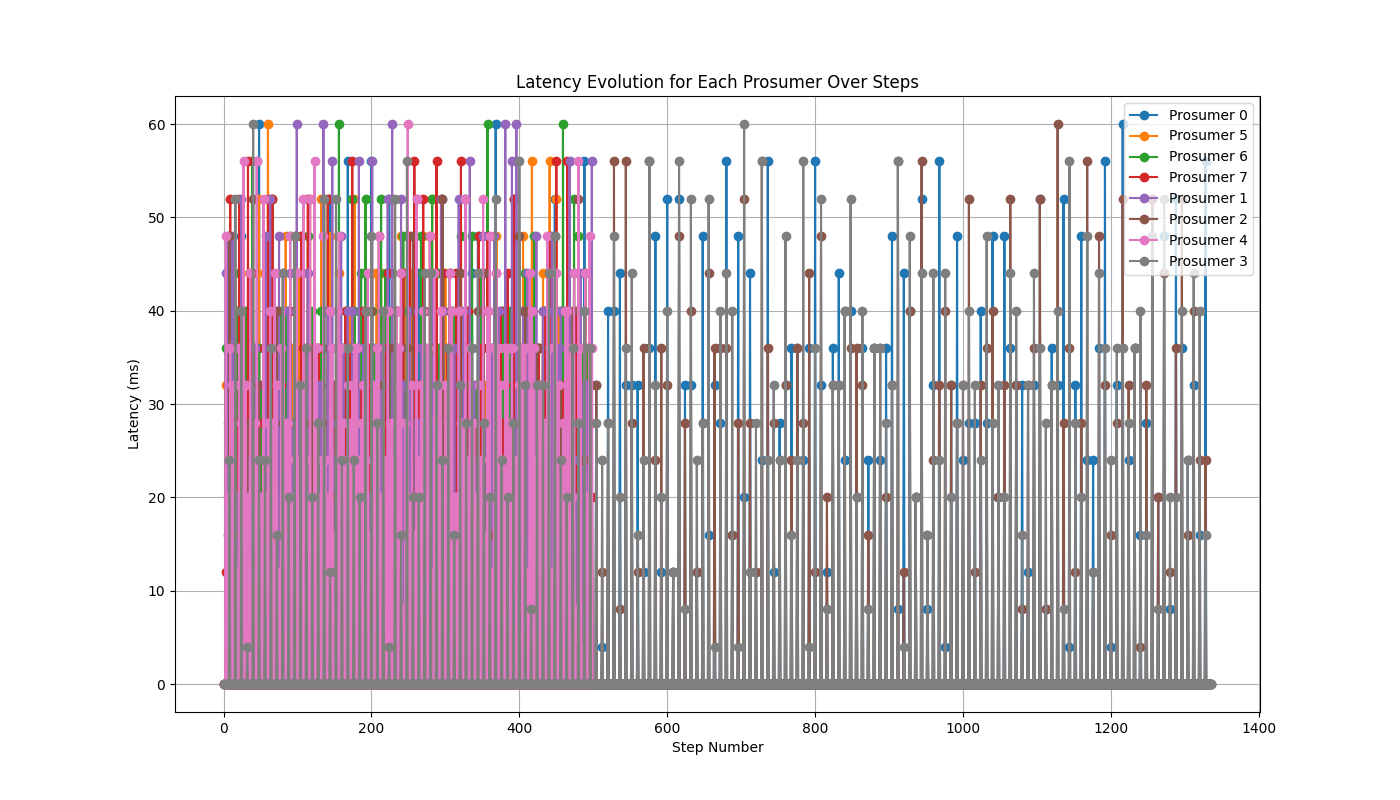 Latency Evolution for Each Prosumer Over Steps
60
50
40
30
20
10
0
Latency (ms)
Prosumer 0
Prosumer 5
Prosumer 6
Prosumer 7
Prosumer 1
Prosumer 2
Prosumer 4
Prosumer 3
0 200 400 600 800 1000 1200 1400
Step Number